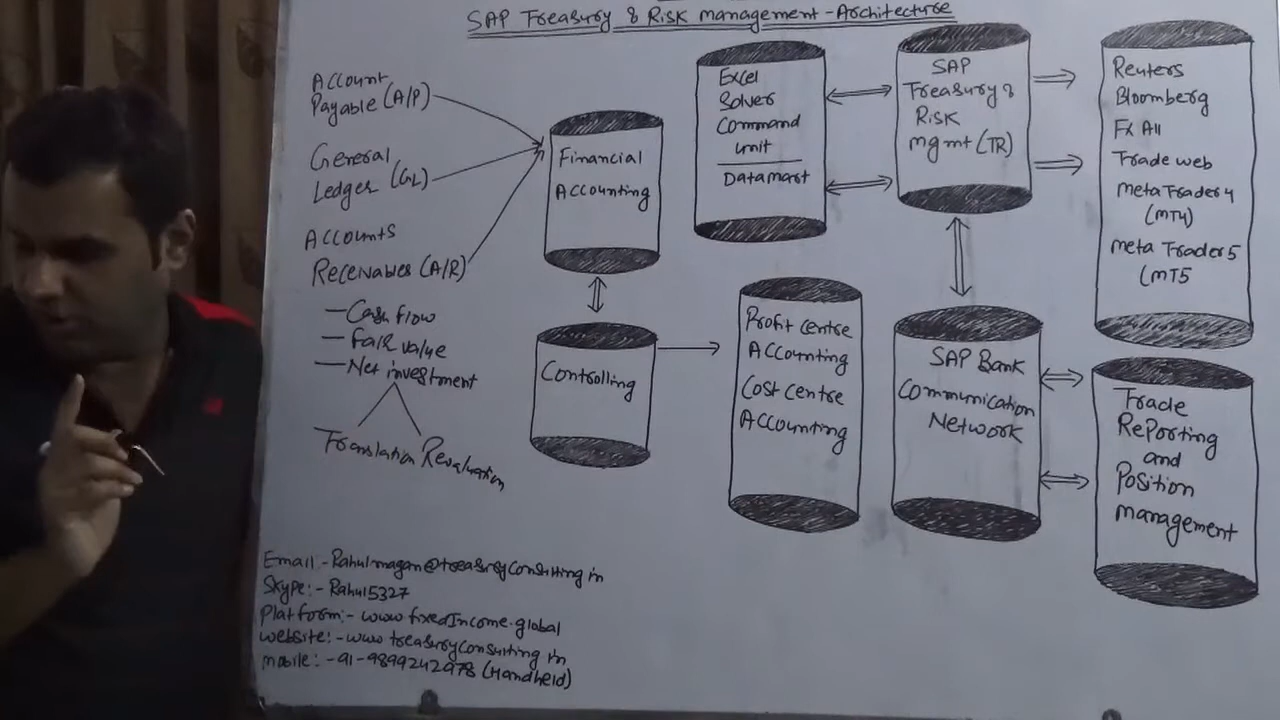 SAP Treasury & Risk management - Architecture
Account
Payable (A/P)
General
Ledger (GL)
Accounts
Receivables (A/R)
— Cash flow
— Fair value
— Net investment
Translation Revaluation
Financial
Accounting
Controlling
Excel
Solver
Command
unit
Datamart
Profit centre
Accounting
Cost centre
Accounting
SAP
Treasury &
Risk
mgmt (TR)
SAP Bank
Communication
Network
Reuters
Bloomberg
Fx All
Trade web
meta Trader 4
(MT4)
meta Trader 5
(MT5
Trade
Reporting
and
Position
management
Email :- Rahulmagan@treasuryconsulting.in
Skype:- Rahul5327
Platform:- www.fixedIncome.global
website:- www.treasuryconsulting.in
mobile:- -91-9899242978 (Handheld)